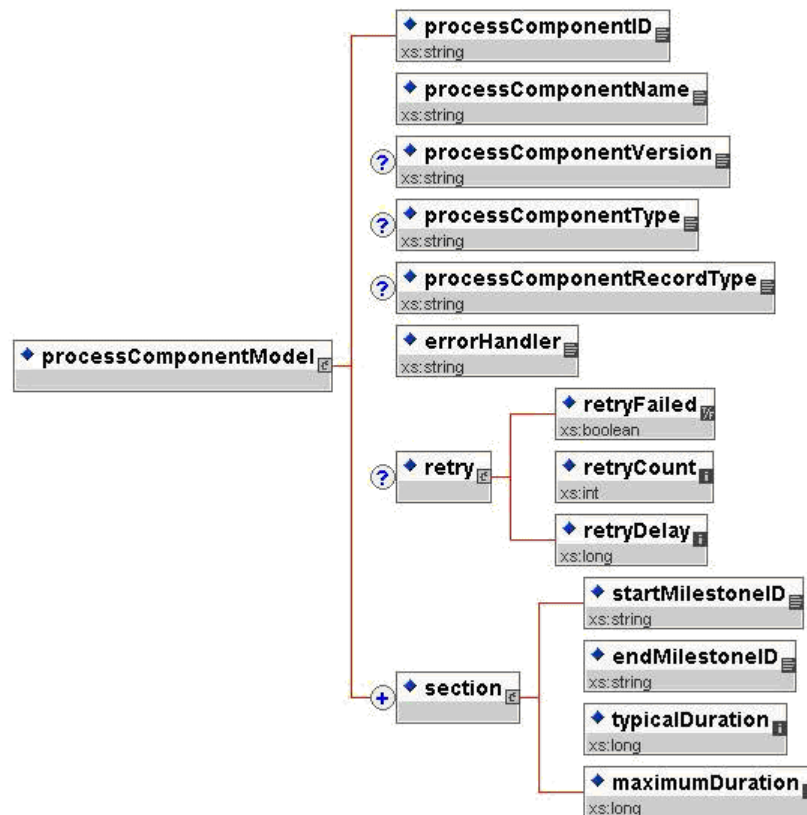 processComponentID
xs:string
processComponentName
xs:string
? processComponentVersion
xs:string
? processComponentType
xs:string
? processComponentRecordType
xs:string
processComponentModel
errorHandler
xs:string
? retry
retryFailed
xs:boolean
retryCount
xs:int
retryDelay
xs:long
+ section
startMilestoneID
xs:string
endMilestoneID
xs:string
typicalDuration
xs:long
maximumDuration
xs:long